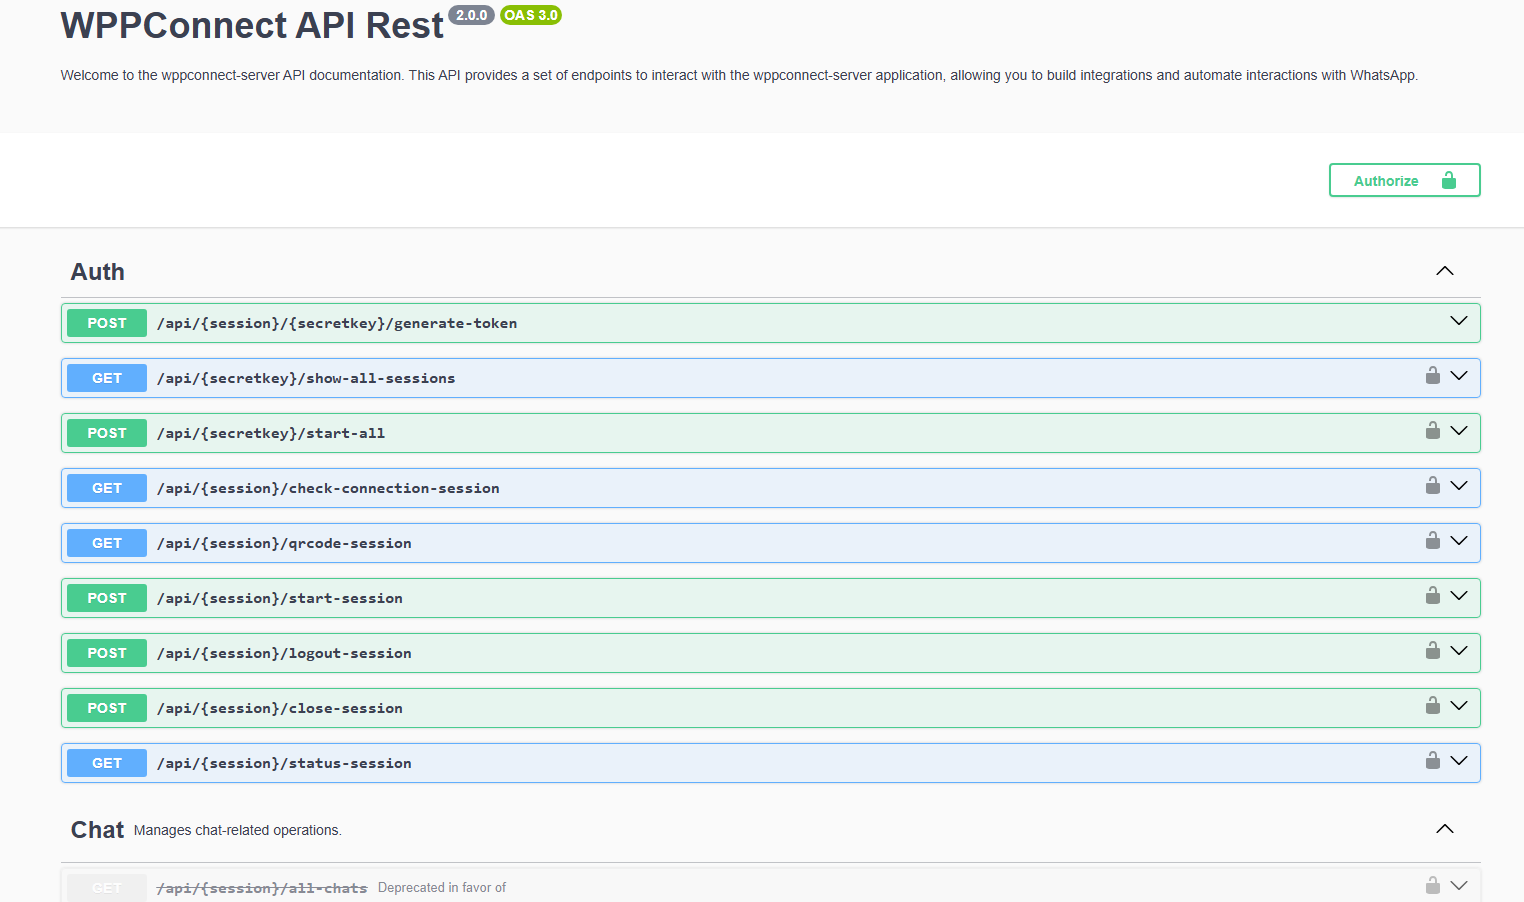 WPPConnect API Rest 2.0.0 OAS 3.0
Welcome to the wppconnect-server API documentation. This API provides a set of endpoints to interact with the wppconnect-server application, allowing you to build integrations and automate interactions with WhatsApp.
Authorize
Auth
POST /api/{session}/{secretkey}/generate-token
GET /api/{secretkey}/show-all-sessions
POST /api/{secretkey}/start-all
GET /api/{session}/check-connection-session
GET /api/{session}/qrcode-session
POST /api/{session}/start-session
POST /api/{session}/logout-session
POST /api/{session}/close-session
GET /api/{session}/status-session
Chat Manages chat-related operations.
GET /api/{session}/all-chats Deprecated in favor of